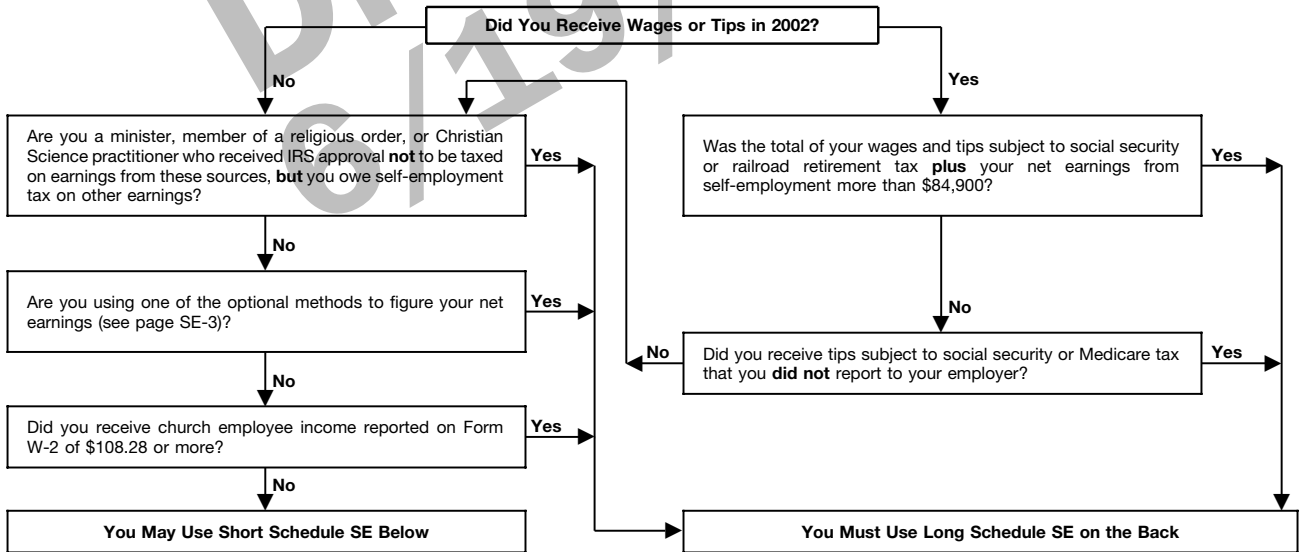 Did You Receive Wages or Tips in 2002?
No
Yes
Are you a minister, member of a religious order, or Christian
Science practitioner who received IRS approval not to be taxed
on earnings from these sources, but you owe self-employment
tax on other earnings?
Yes
Was the total of your wages and tips subject to social security
or railroad retirement tax plus your net earnings from
self-employment more than $84,900?
Yes
No
Are you using one of the optional methods to figure your net
earnings (see page SE-3)?
Yes
No
No
Did you receive tips subject to social security or Medicare tax
that you did not report to your employer?
Yes
No
Did you receive church employee income reported on Form
W-2 of $108.28 or more?
Yes
No
You May Use Short Schedule SE Below
You Must Use Long Schedule SE on the Back
6/19/